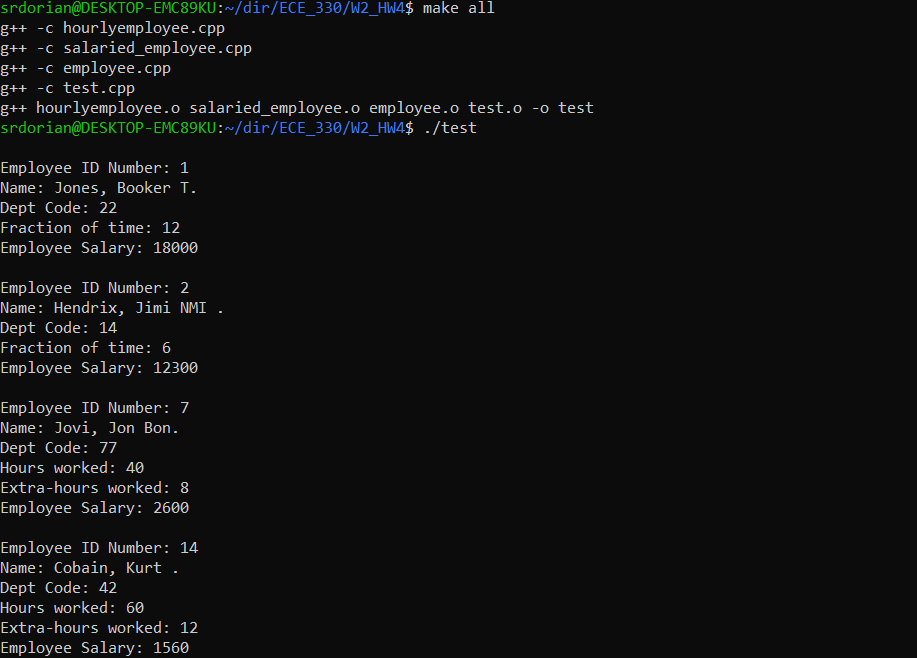 srdorian@DESKTOP-EMC89KU:~/dir/ECE_330/W2_HW4$ make all
g++ -c hourlyemployee.cpp
g++ -c salaried_employee.cpp
g++ -c employee.cpp
g++ -c test.cpp
g++ hourlyemployee.o salaried_employee.o employee.o test.o -o test
srdorian@DESKTOP-EMC89KU:~/dir/ECE_330/W2_HW4$ ./test
Employee ID Number: 1
Name: Jones, Booker T.
Dept Code: 22
Fraction of time: 12
Employee Salary: 18000
Employee ID Number: 2
Name: Hendrix, Jimi NMI .
Dept Code: 14
Fraction of time: 6
Employee Salary: 12300
Employee ID Number: 7
Name: Jovi, Jon Bon.
Dept Code: 77
Hours worked: 40
Extra-hours worked: 8
Employee Salary: 2600
Employee ID Number: 14
Name: Cobain, Kurt .
Dept Code: 42
Hours worked: 60
Extra-hours worked: 12
Employee Salary: 1560